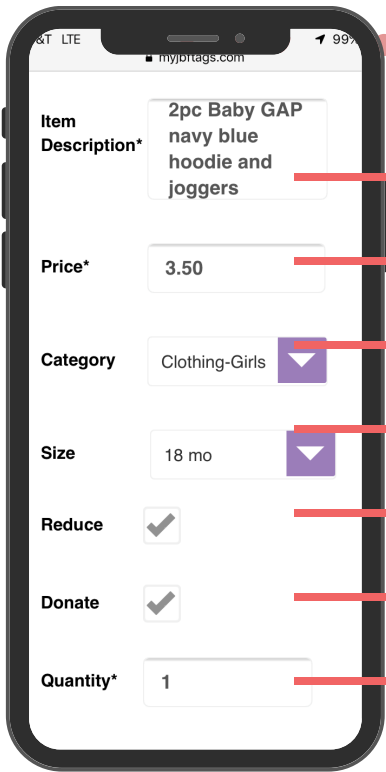 &T LTE 99%
myjbftags.com
Item
Description*
2pc Baby GAP
navy blue
hoodie and
joggers
Price*
3.50
Category
Clothing-Girls
Size
18 mo
Reduce
Donate
Quantity*
1